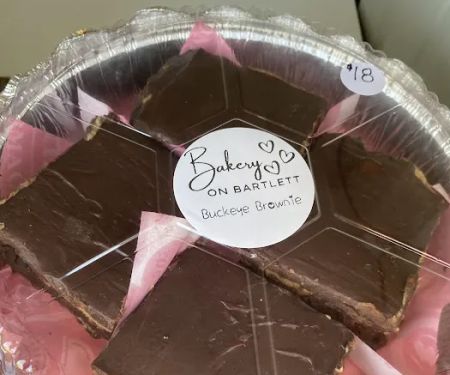 $18
Bakery
ON BARTLETT
Buckeye Brownie